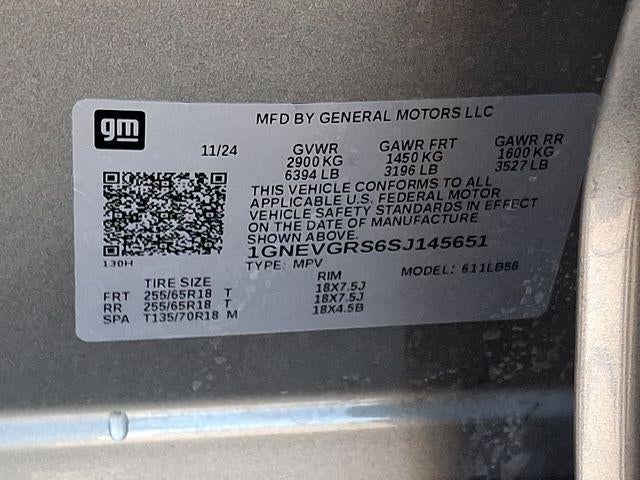 gm
MFD BY GENERAL MOTORS LLC
11/24 GVWR GAWR FRT GAWR RR
2900 KG 1450 KG 1600 KG
6394 LB 3196 LB 3527 LB
THIS VEHICLE CONFORMS TO ALL
APPLICABLE U.S. FEDERAL MOTOR
VEHICLE SAFETY STANDARDS IN EFFECT
ON THE DATE OF MANUFACTURE
SHOWN ABOVE.
1GNEVGRS6SJ145651
130H
TYPE: MPV MODEL: 611LB56
TIRE SIZE RIM
FRT 255/65R18 T 18X7.5J
RR 255/65R18 T 18X7.5J
SPA T135/70R18 M 18X4.5B